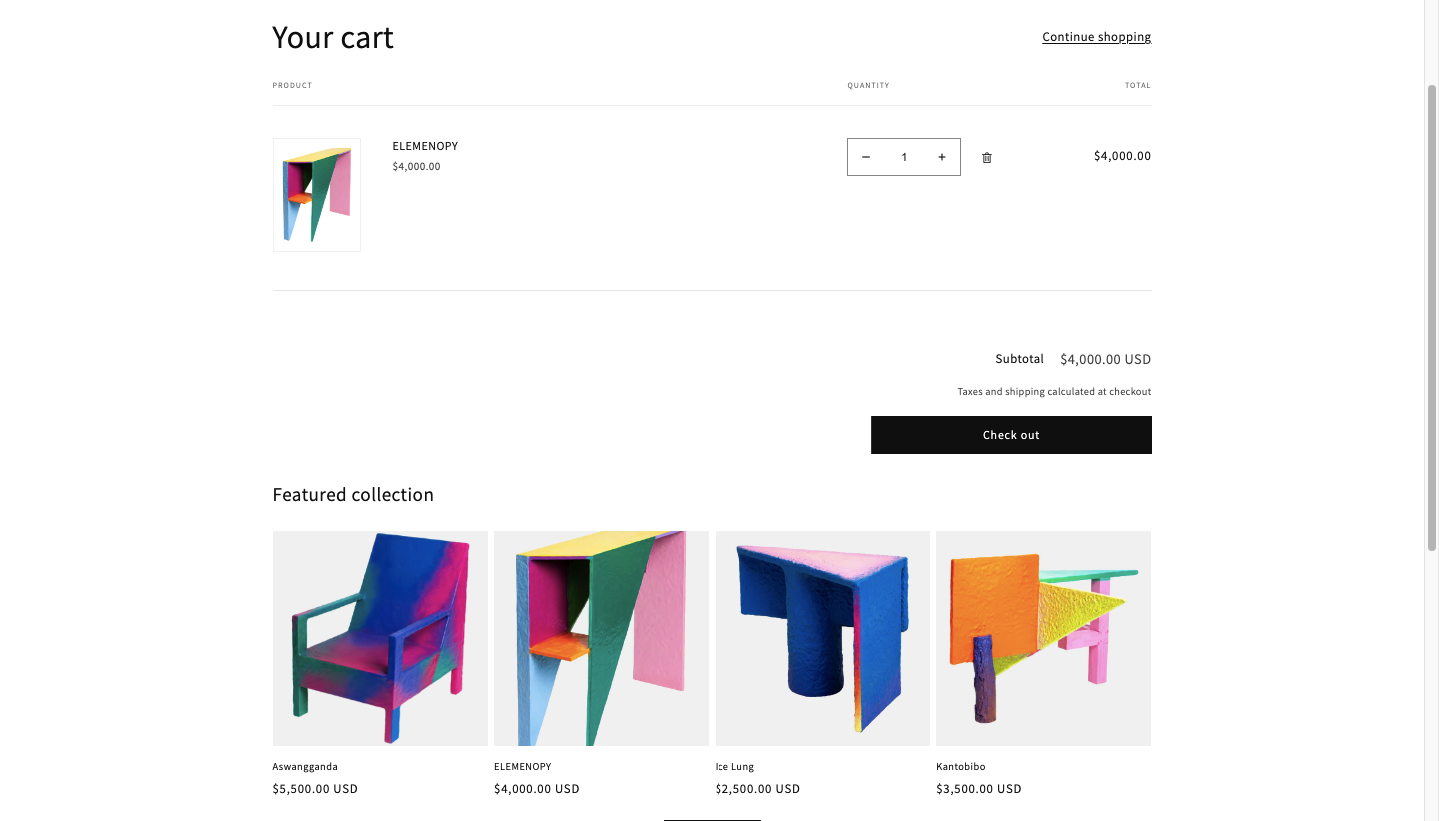 Your cart
Continue shopping
PRODUCT
QUANTITY
TOTAL
ELEMENOPY
$4,000.00
1
$4,000.00
Subtotal $4,000.00 USD
Taxes and shipping calculated at checkout
Check out
Featured collection
Aswangganda
$5,500.00 USD
ELEMENOPY
$4,000.00 USD
Ice Lung
$2,500.00 USD
Kantobibo
$3,500.00 USD